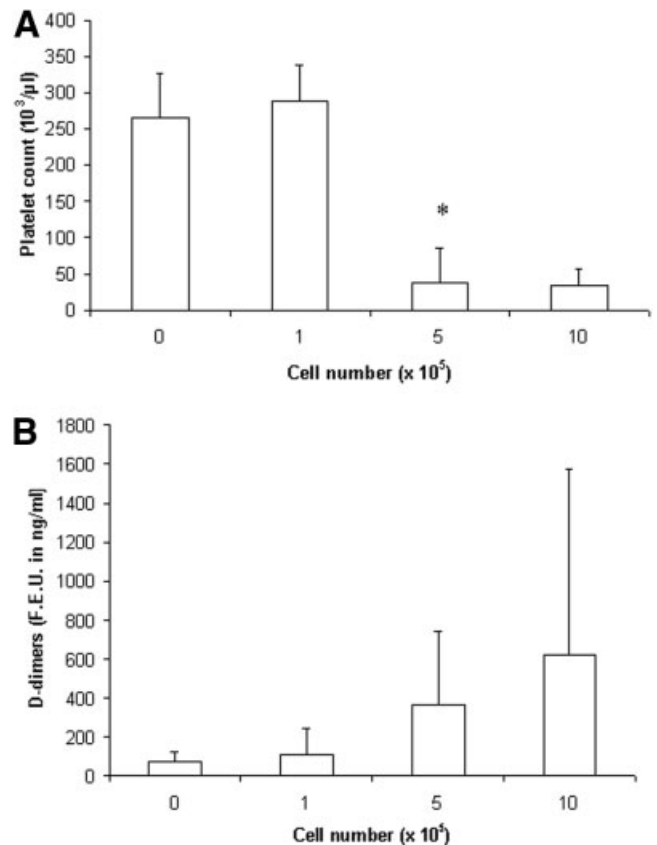 A
Platelet count (10³/µl)
400
350
300
250
200
150
100
50
0
*
0 1 5 10
Cell number (x 10⁵)
B
D-dimers (F.E.U. in ng/ml)
1800
1600
1400
1200
1000
800
600
400
200
0
0 1 5 10
Cell number (x 10⁵)